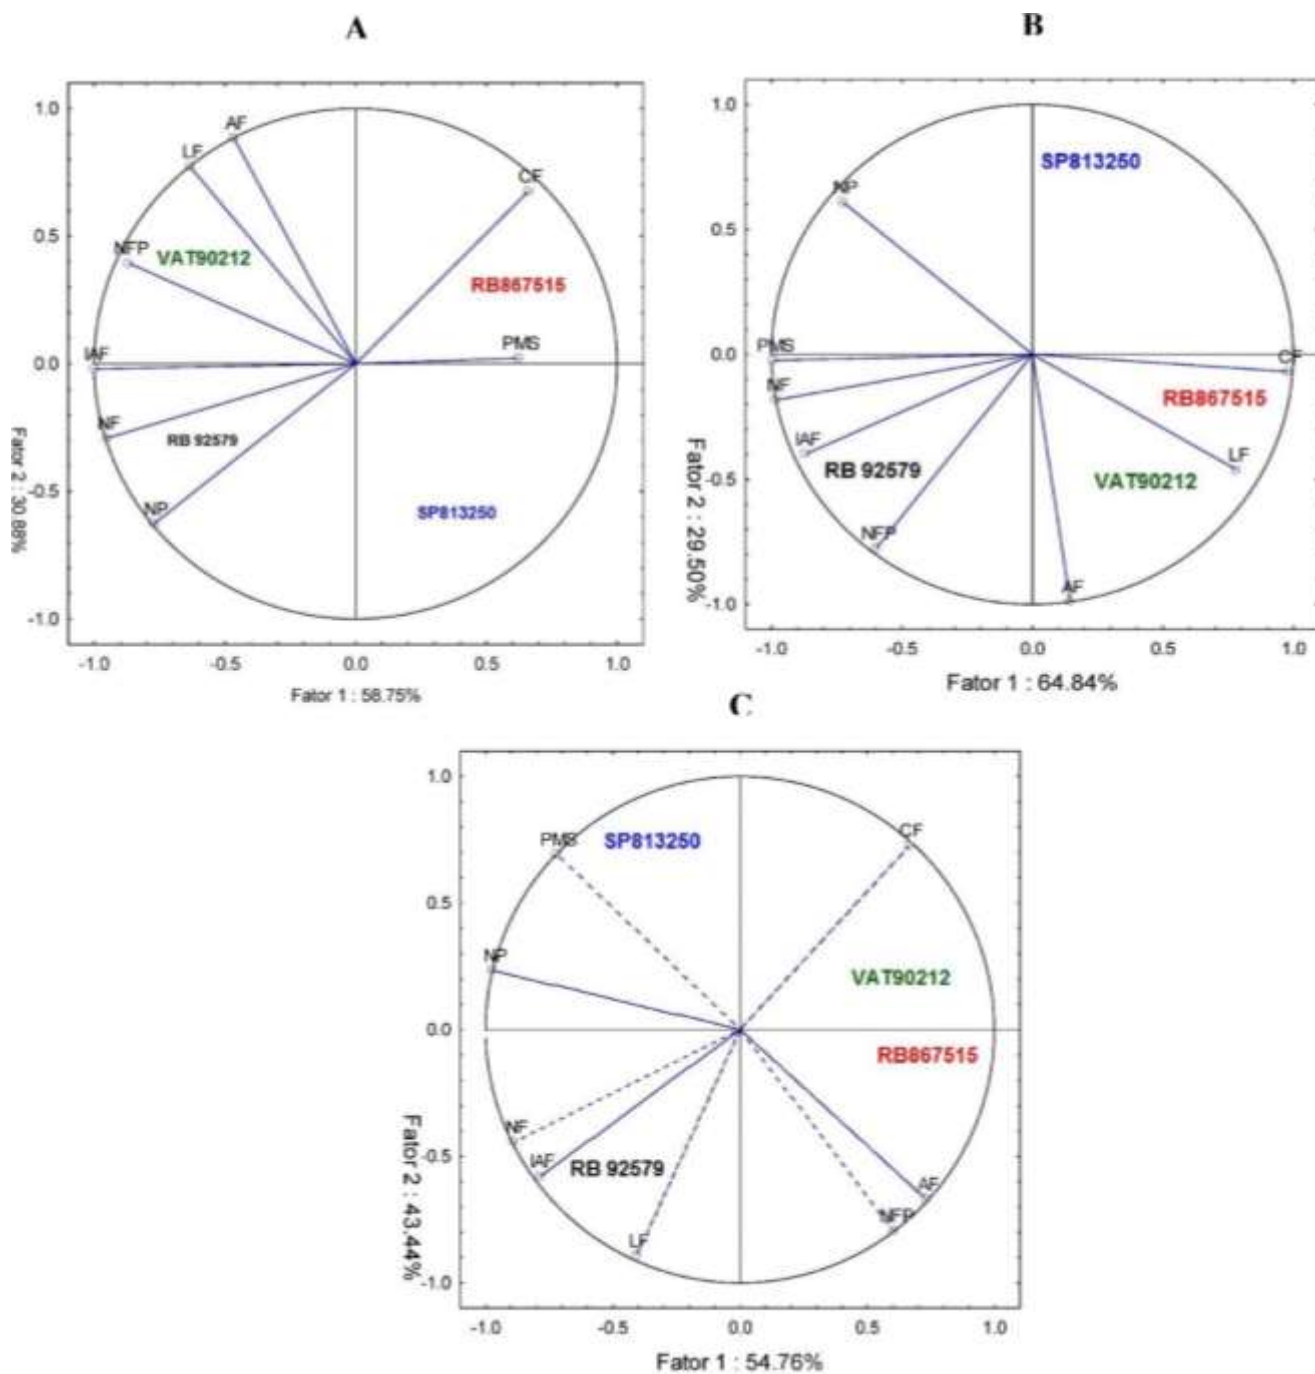 A
B
1.0
AF
LF
CF
0.5
NFP
VAT90212
RB867515
PMS
IAF
0.0
NF
RB 92579
-0.5
NP
SP813250
-1.0
Fator 2 : 30.88%
-1.0 -0.5 0.0 0.5 1.0
Fator 1 : 58.75%
1.0
SP813250
NP
0.5
PMS
0.0
CF
NF
RB867515
IAF
LF
RB 92579
VAT90212
-0.5
NFP
AF
-1.0
Fator 2 : 29.50%
-1.0 -0.5 0.0 0.5 1.0
Fator 1 : 64.84%
C
1.0
PMS
SP813250
CF
0.5
NP
VAT90212
0.0
RB867515
NF
-0.5
IAF
RB 92579
AF
NFP
LF
-1.0
Fator 2 : 43.44%
-1.0 -0.5 0.0 0.5 1.0
Fator 1 : 54.76%